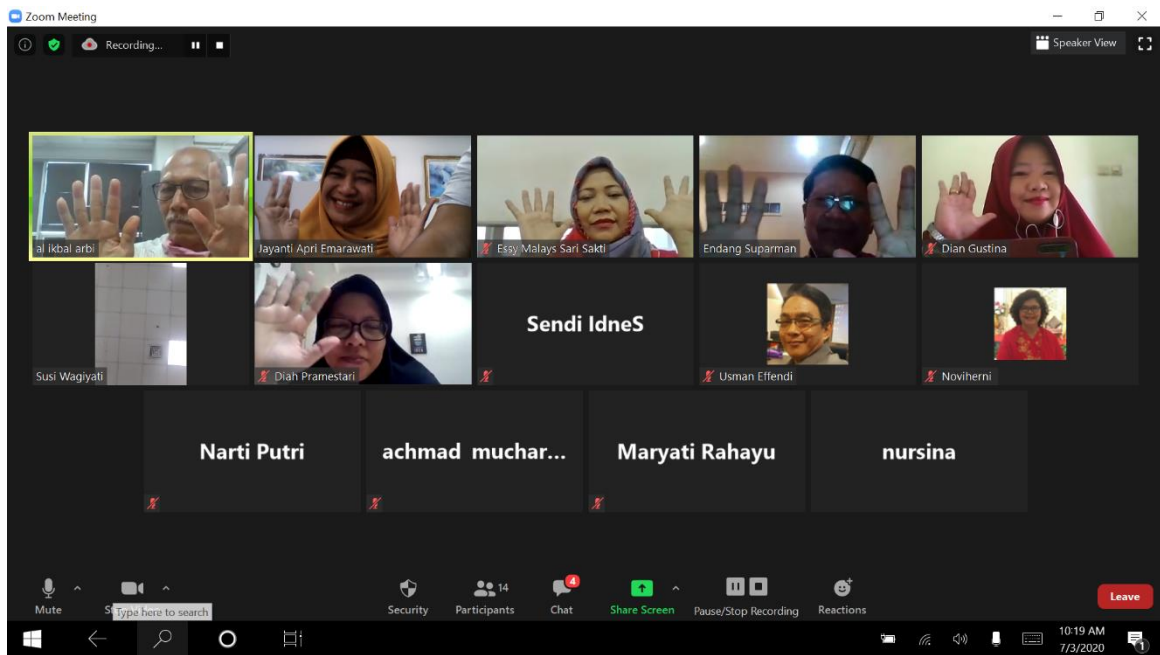 Zoom Meeting
Recording...
Speaker View
al ikbal arbi
Jayanti Apri Emarawati
Essy Malays Sari Sakti
Endang Suparman
Dian Gustina
Susi Wagiyati
Diah Pramestari
Sendi IdneS
Usman Effendi
Noviherni
Narti Putri
achmad muchar...
Maryati Rahayu
nursina
Mute
Type here to search
Security
Participants
14
Chat
4
Share Screen
Pause/Stop Recording
Reactions
Leave
10:19 AM
7/3/2020
1